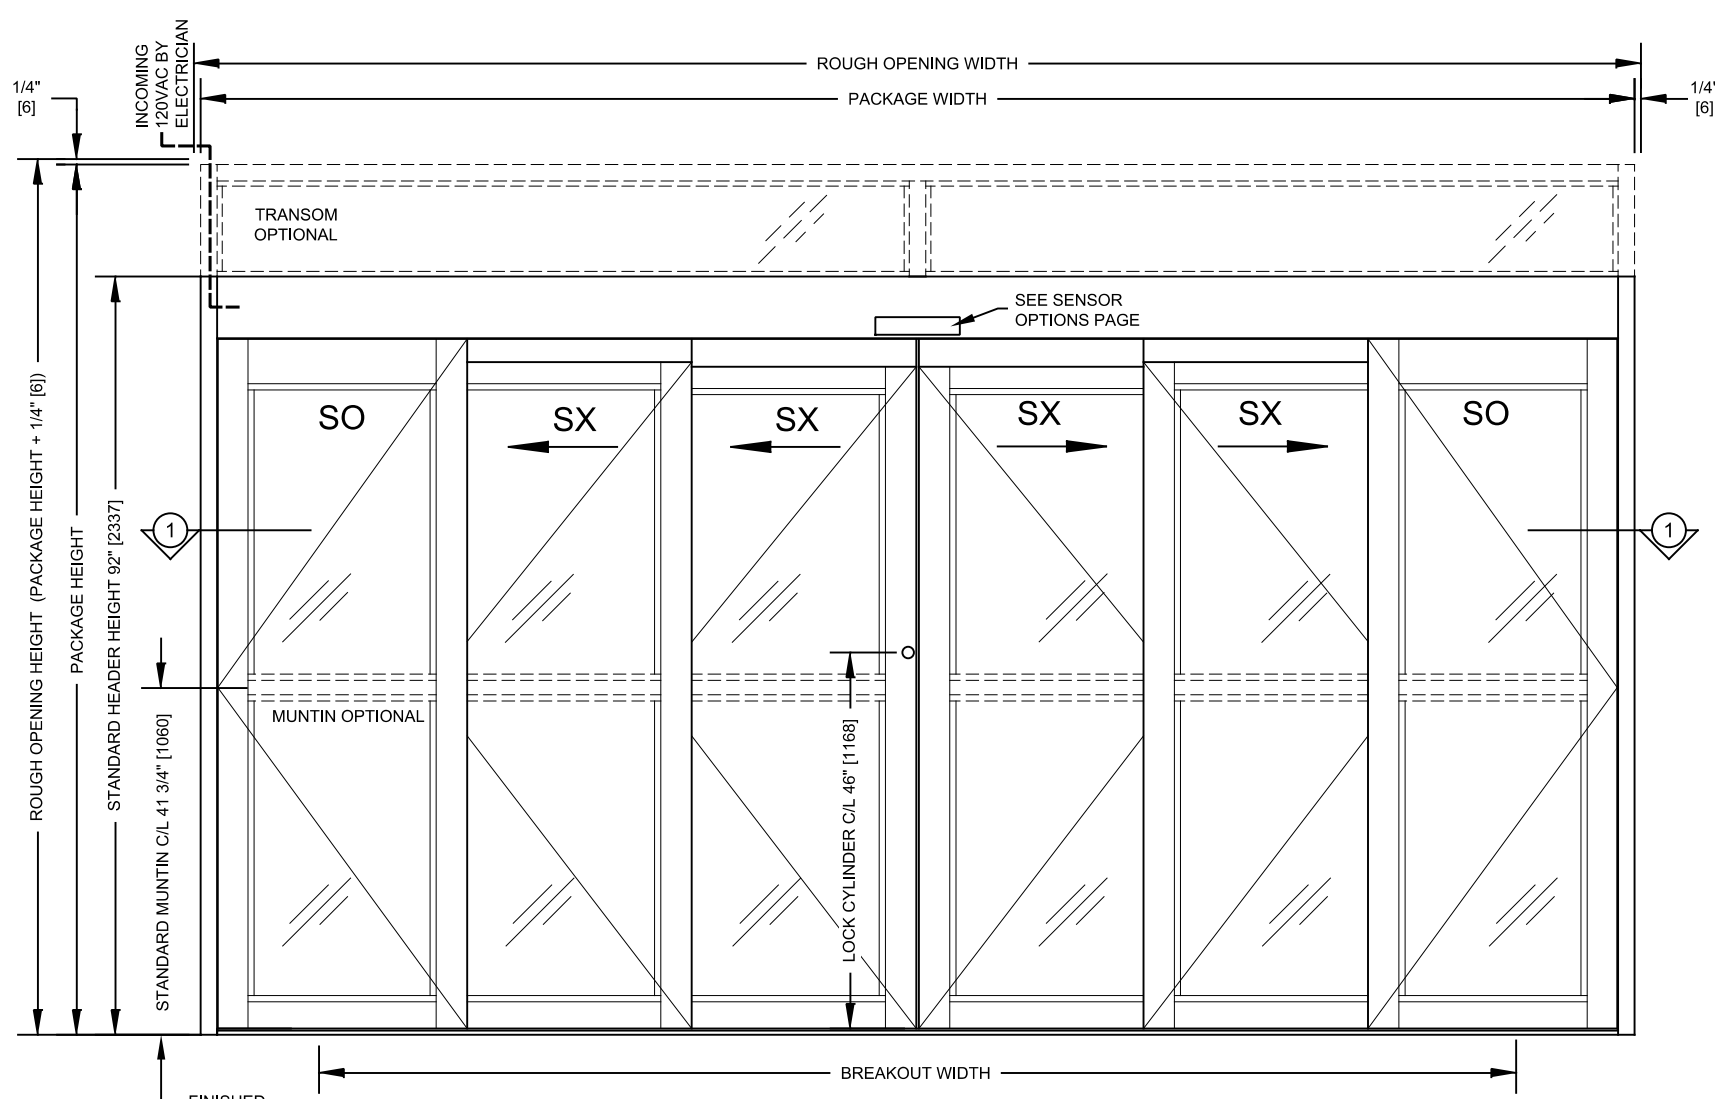 INCOMING
120VAC BY
ELECTRICIAN
ROUGH OPENING WIDTH
PACKAGE WIDTH
1/4"
[6]
1/4"
[6]
TRANSOM
OPTIONAL
SEE SENSOR
OPTIONS PAGE
SO
SX
SX
SX
SX
SO
1
1
ROUGH OPENING HEIGHT (PACKAGE HEIGHT + 1/4" [6])
PACKAGE HEIGHT
STANDARD HEADER HEIGHT 92" [2337]
STANDARD MUNTIN C/L 41 3/4" [1060]
MUNTIN OPTIONAL
LOCK CYLINDER C/L 46" [1168]
BREAKOUT WIDTH
FINISHED